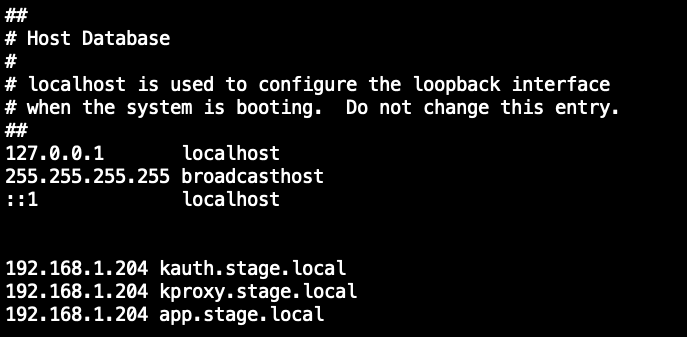 ##
# Host Database
#
# localhost is used to configure the loopback interface
# when the system is booting.  Do not change this entry.
##
127.0.0.1       localhost
255.255.255.255 broadcasthost
::1             localhost
192.168.1.204 kauth.stage.local
192.168.1.204 kproxy.stage.local
192.168.1.204 app.stage.local